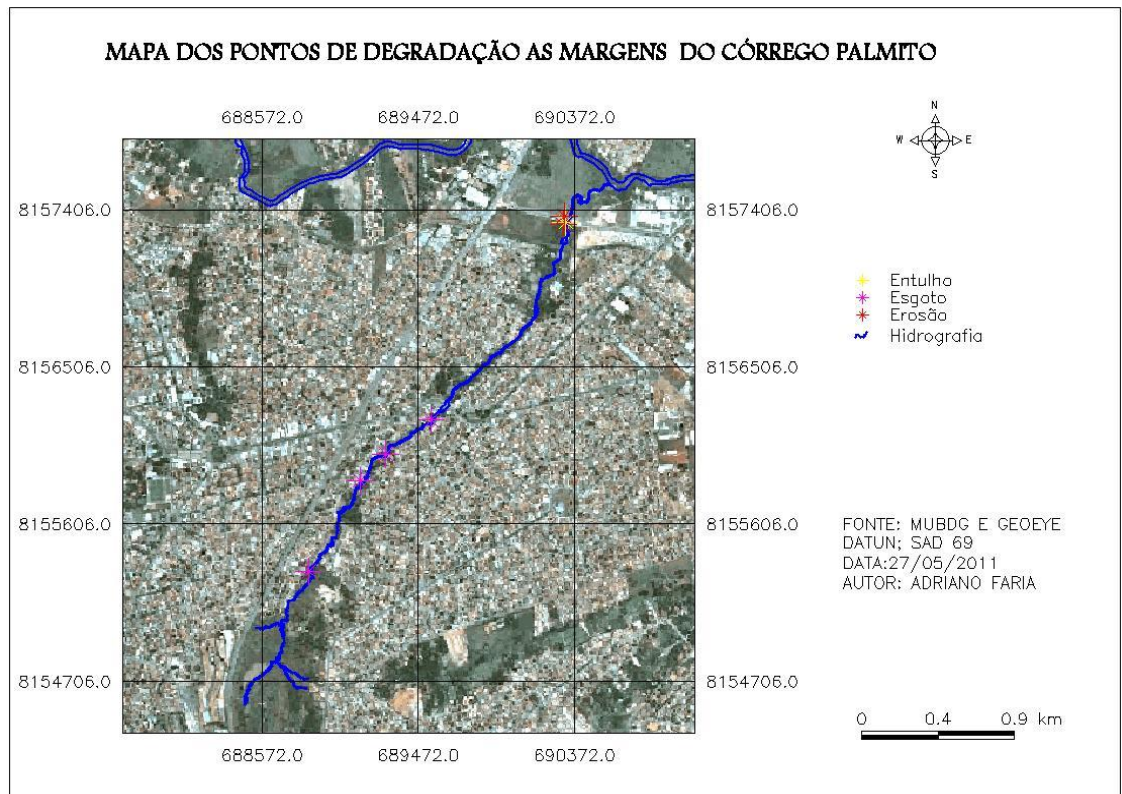 MAPA DOS PONTOS DE DEGRADAÇÃO AS MARGENS DO CÓRREGO PALMITO
688572.0 689472.0 690372.0
N
W E
S
8157406.0 8157406.0
Entulho
Esgoto
Erosão
Hidrografia
8156506.0 8156506.0
8155606.0 8155606.0
FONTE: MUBDG E GEOEYE
DATUN; SAD 69
DATA:27/05/2011
AUTOR: ADRIANO FARIA
8154706.0 8154706.0
0 0.4 0.9 km
688572.0 689472.0 690372.0